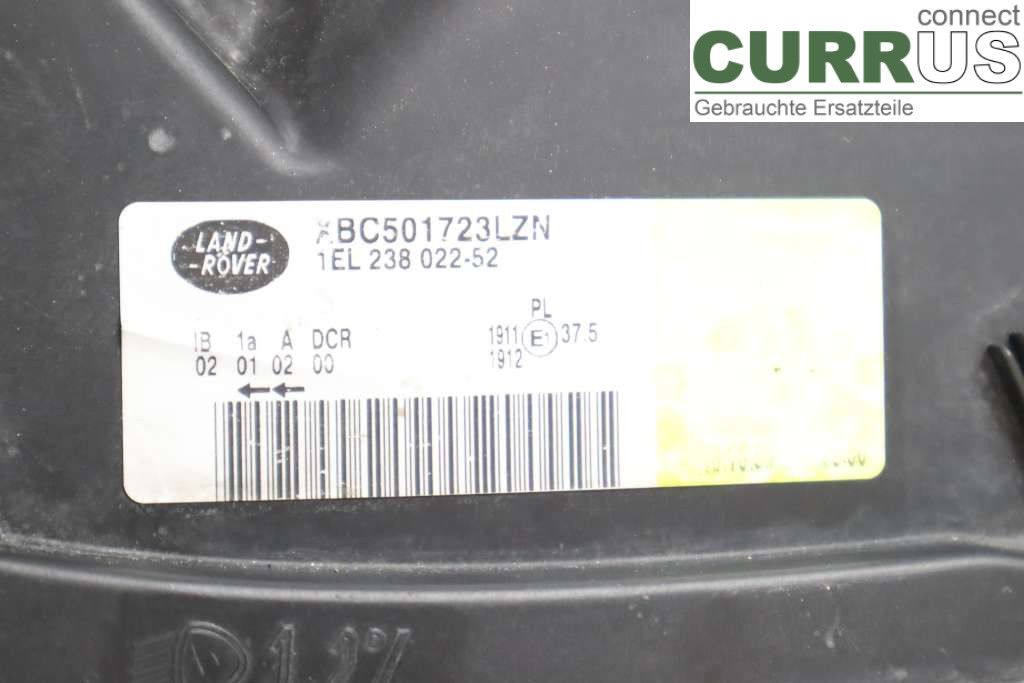 connect
CURRUS
Gebrauchte Ersatzteile
LAND-
-ROVER
XBC501723LZN
1EL 238 022-52
IB 1a A DCR
02 01 02 00
PL
1911 E1 37.5
1912